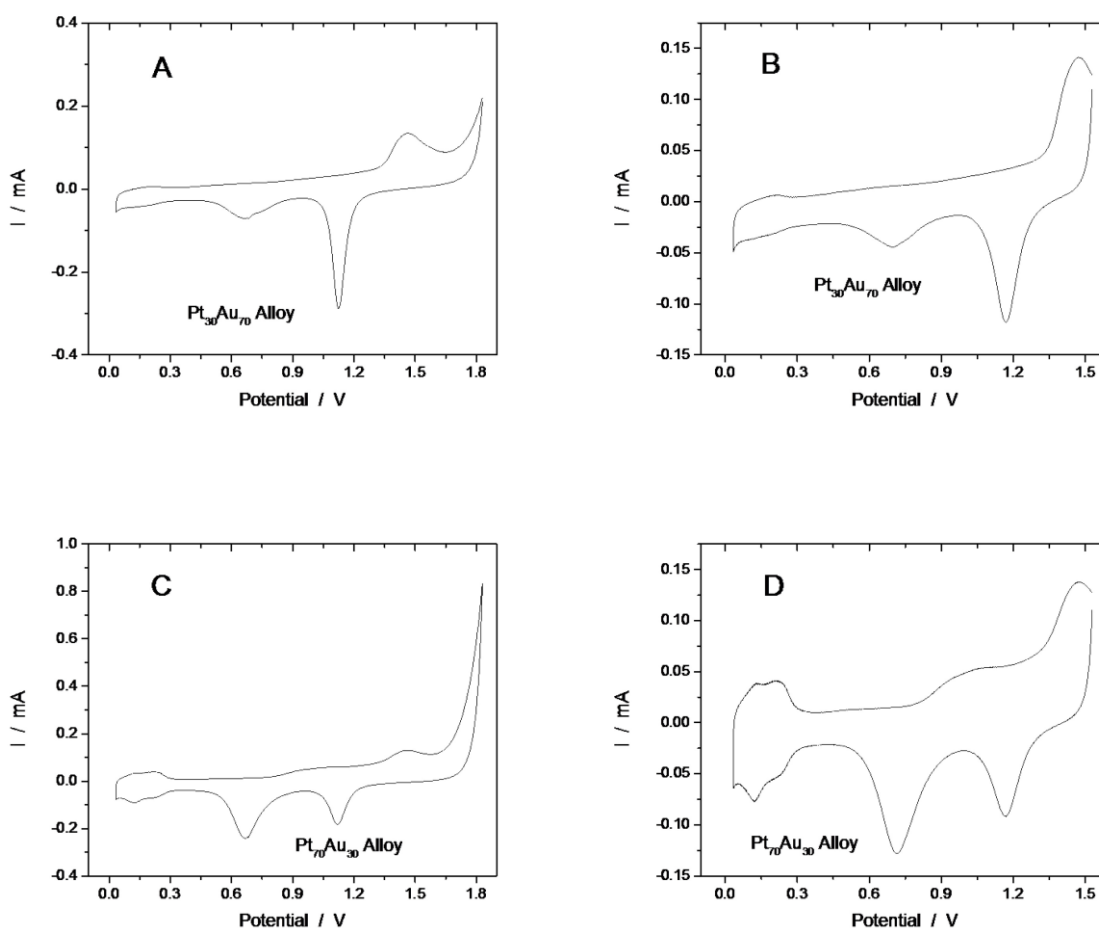 A
0.4
0.2
0.0
-0.2
-0.4
I / mA
Pt30Au70 Alloy
0.0 0.3 0.6 0.9 1.2 1.5 1.8
Potential / V
B
0.15
0.10
0.05
0.00
-0.05
-0.10
-0.15
I / mA
Pt30Au70 Alloy
0.0 0.3 0.6 0.9 1.2 1.5
Potential / V
C
1.0
0.8
0.6
0.4
0.2
0.0
-0.2
-0.4
I / mA
Pt70Au30 Alloy
0.0 0.3 0.6 0.9 1.2 1.5 1.8
Potential / V
D
0.15
0.10
0.05
0.00
-0.05
-0.10
-0.15
I / mA
Pt70Au30 Alloy
0.0 0.3 0.6 0.9 1.2 1.5
Potential / V